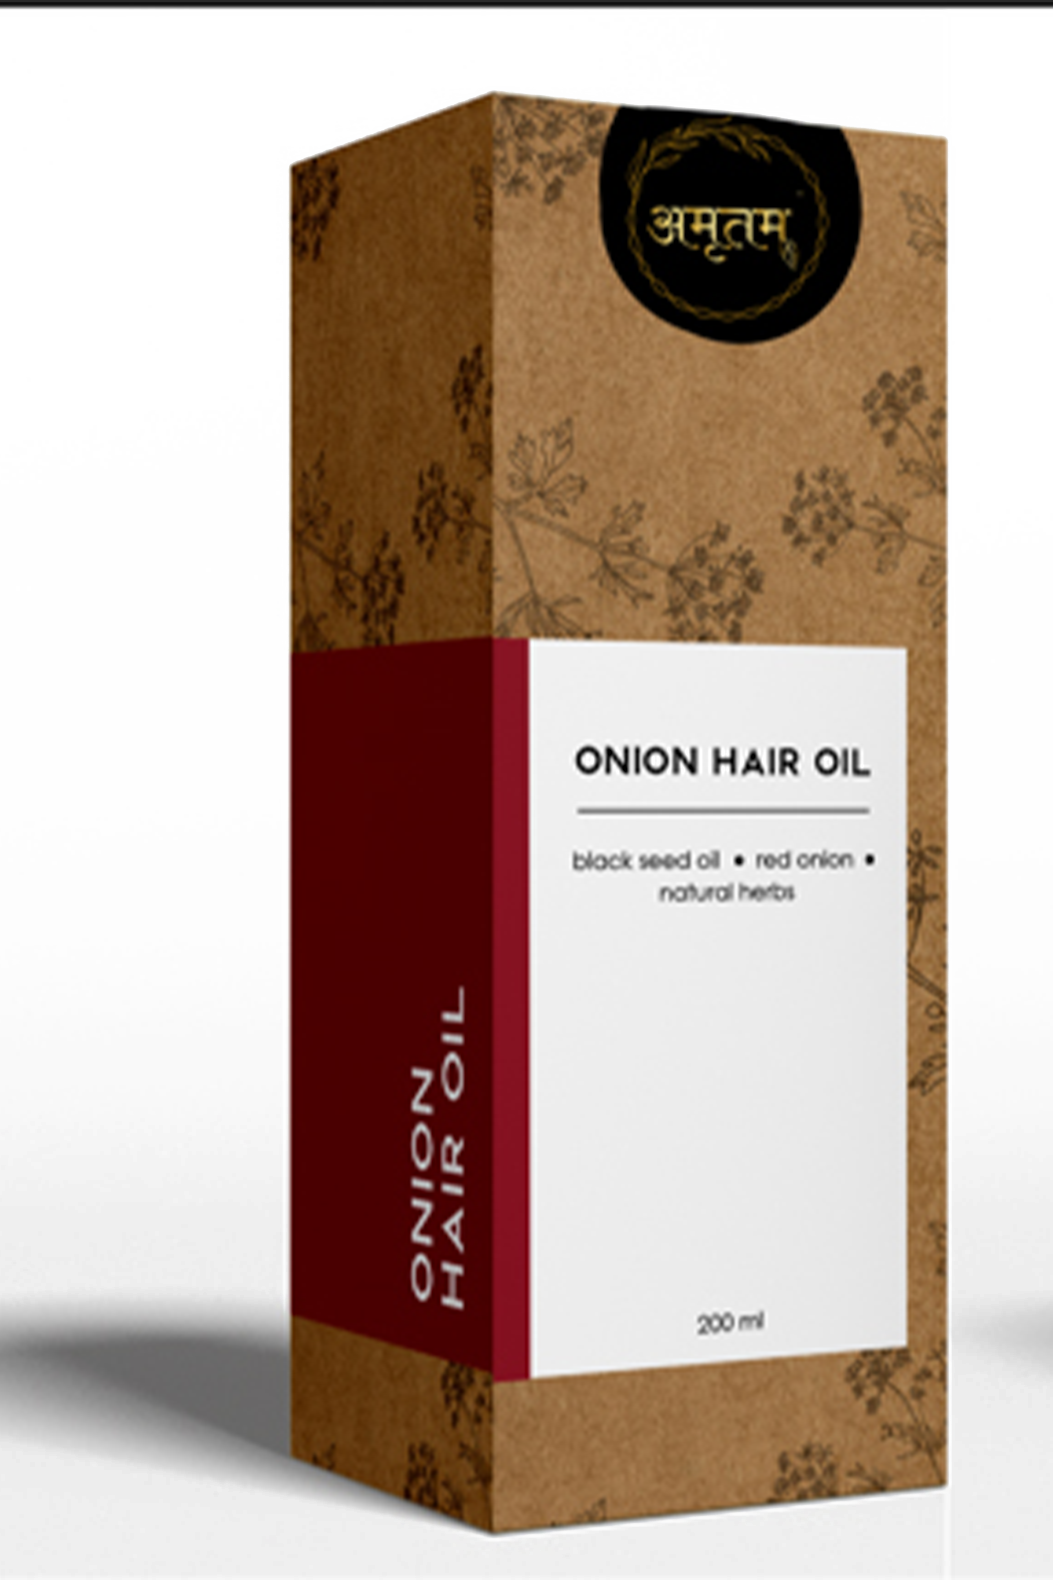 अमृतम्
ONION HAIR OIL
black seed oil • red onion •
natural herbs
200 ml
ONION
HAIR OIL